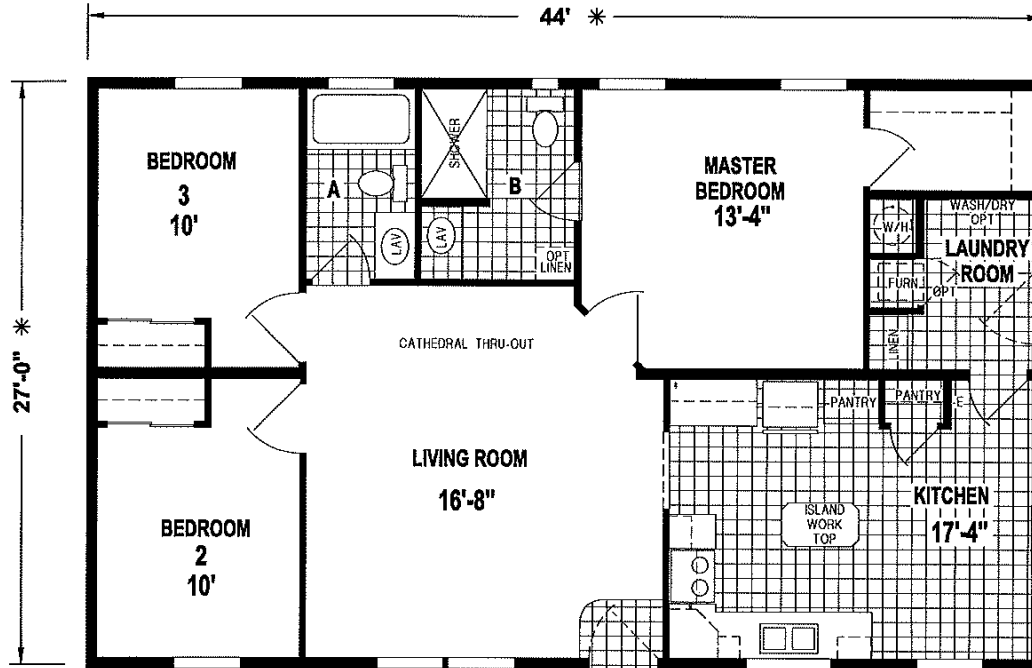 44' ✳
27'-0" ✳
BEDROOM
3
10'
A
LAV
SHOWER
B
LAV
OPT
LINEN
MASTER
BEDROOM
13'-4"
WASH/DRY
OPT
W/H
LAUNDRY
ROOM
FURN
OPT
LINEN
CATHEDRAL THRU-OUT
PANTRY
PANTRY
E
LIVING ROOM
16'-8"
BEDROOM
2
10'
KITCHEN
17'-4"
ISLAND
WORK
TOP